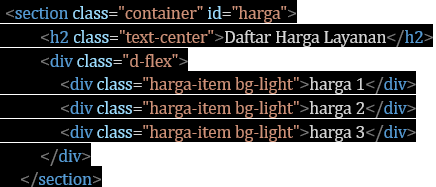 <section class="container" id="harga">
<h2 class="text-center">Daftar Harga Layanan</h2>
<div class="d-flex">
<div class="harga-item bg-light">harga 1</div>
<div class="harga-item bg-light">harga 2</div>
<div class="harga-item bg-light">harga 3</div>
</div>
</section>